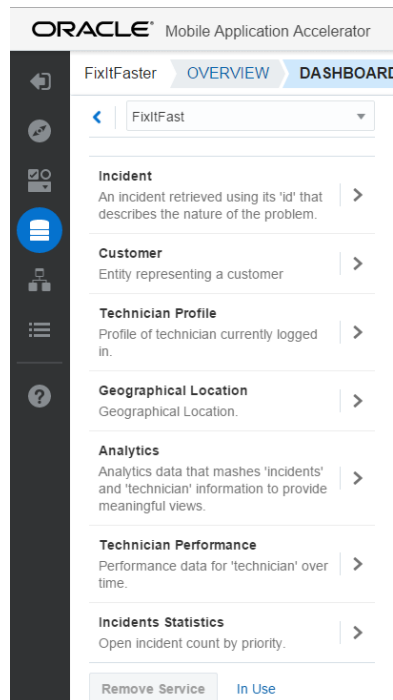 ORACLE® Mobile Application Accelerator
FixItFaster OVERVIEW DASHBOARD
FixItFast
Incident
An incident retrieved using its 'id' that
describes the nature of the problem.
Customer
Entity representing a customer
Technician Profile
Profile of technician currently logged
in.
Geographical Location
Geographical Location.
Analytics
Analytics data that mashes 'incidents'
and 'technician' information to provide
meaningful views.
Technician Performance
Performance data for 'technician' over
time.
Incidents Statistics
Open incident count by priority.
Remove Service In Use